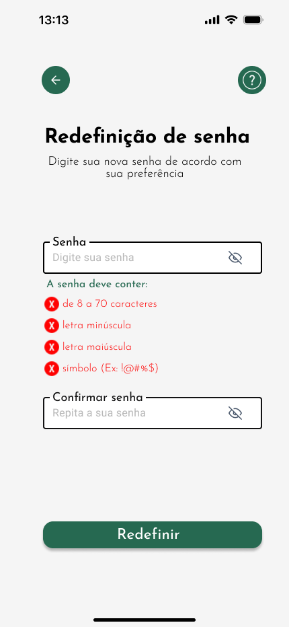 13:13
?
Redefinição de senha
Digite sua nova senha de acordo com
sua preferência
Senha
Digite sua senha
A senha deve conter:
X de 8 a 70 caracteres
X letra minúscula
X letra maiúscula
X símbolo (Ex: !@#%$)
Confirmar senha
Repita a sua senha
Redefinir